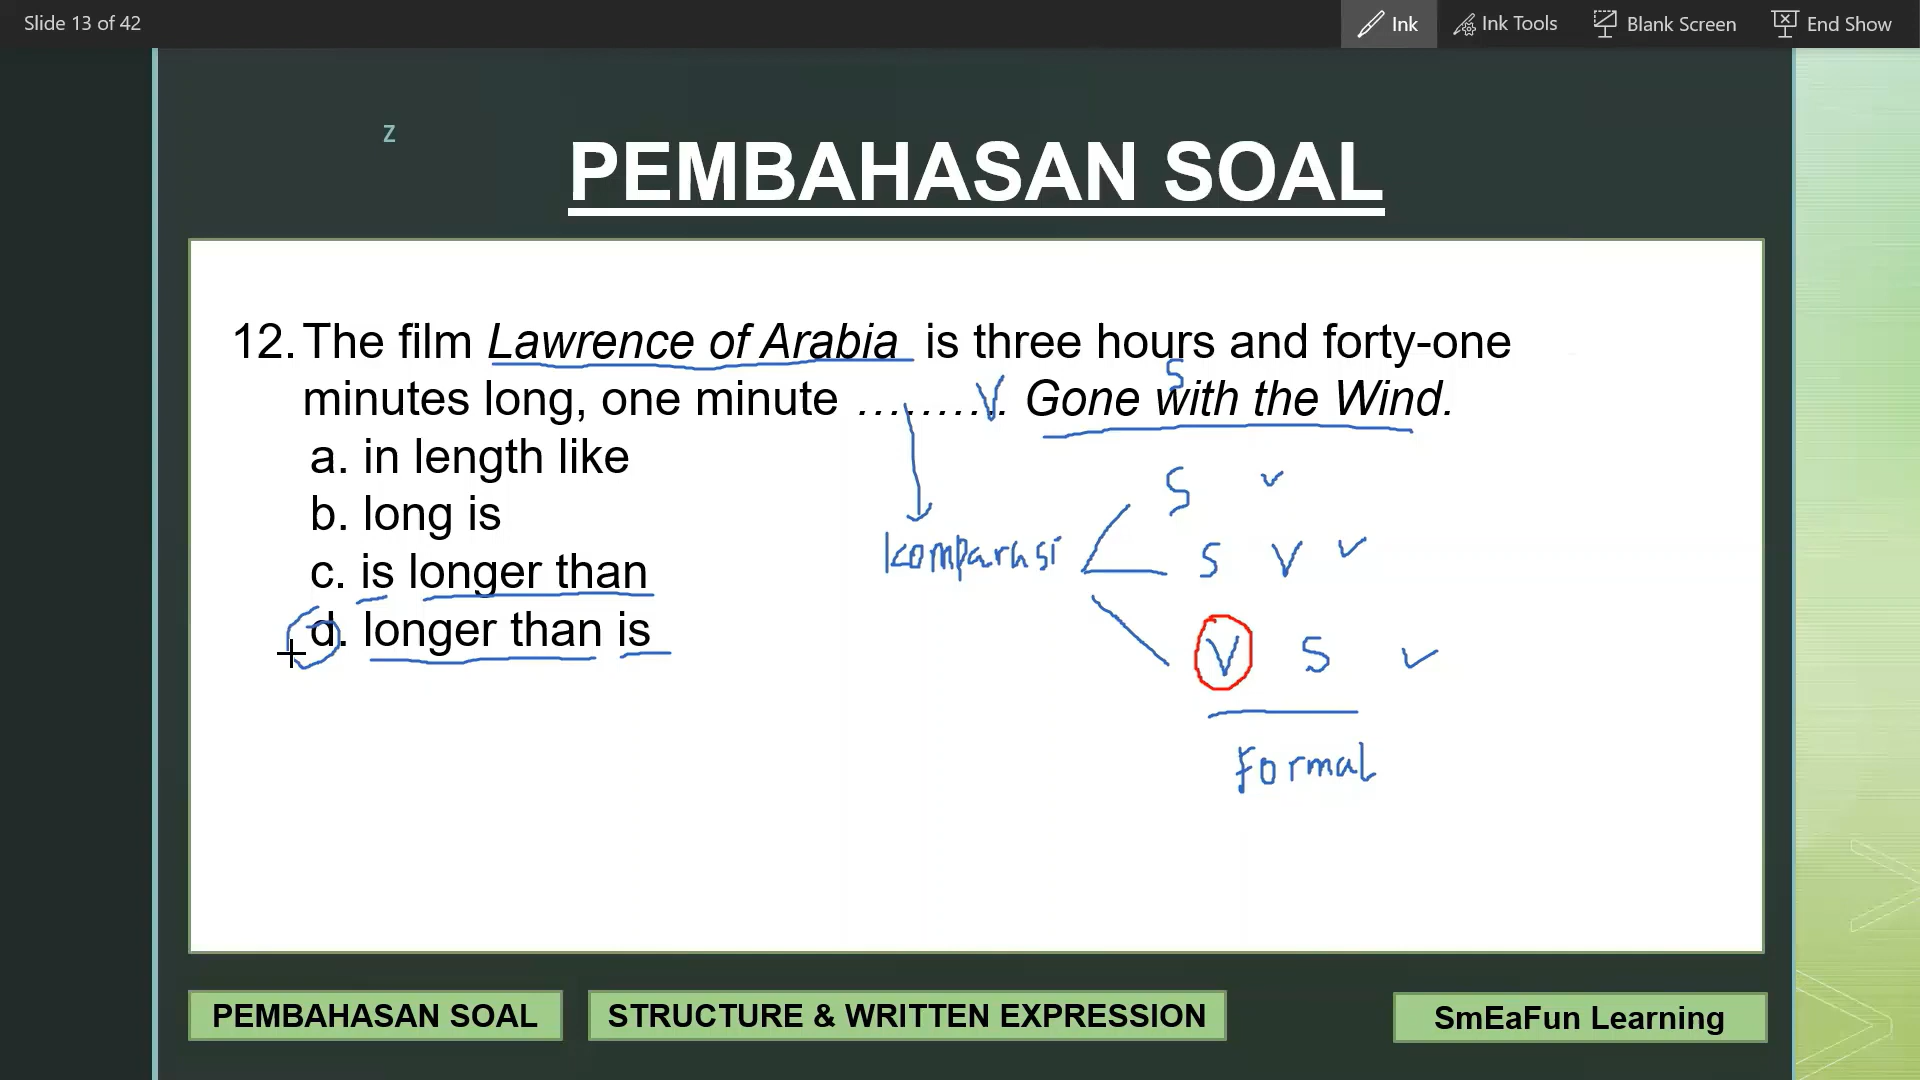 Slide 13 of 42
Ink
Ink Tools
Blank Screen
End Show
z
PEMBAHASAN SOAL
12. The film Lawrence of Arabia is three hours and forty-one
S
minutes long, one minute ………. V Gone with the Wind.
a. in length like
b. long is
c. is longer than
d. longer than is
S
komparasi
S V
V S
Formal
PEMBAHASAN SOAL
STRUCTURE & WRITTEN EXPRESSION
SmEaFun Learning